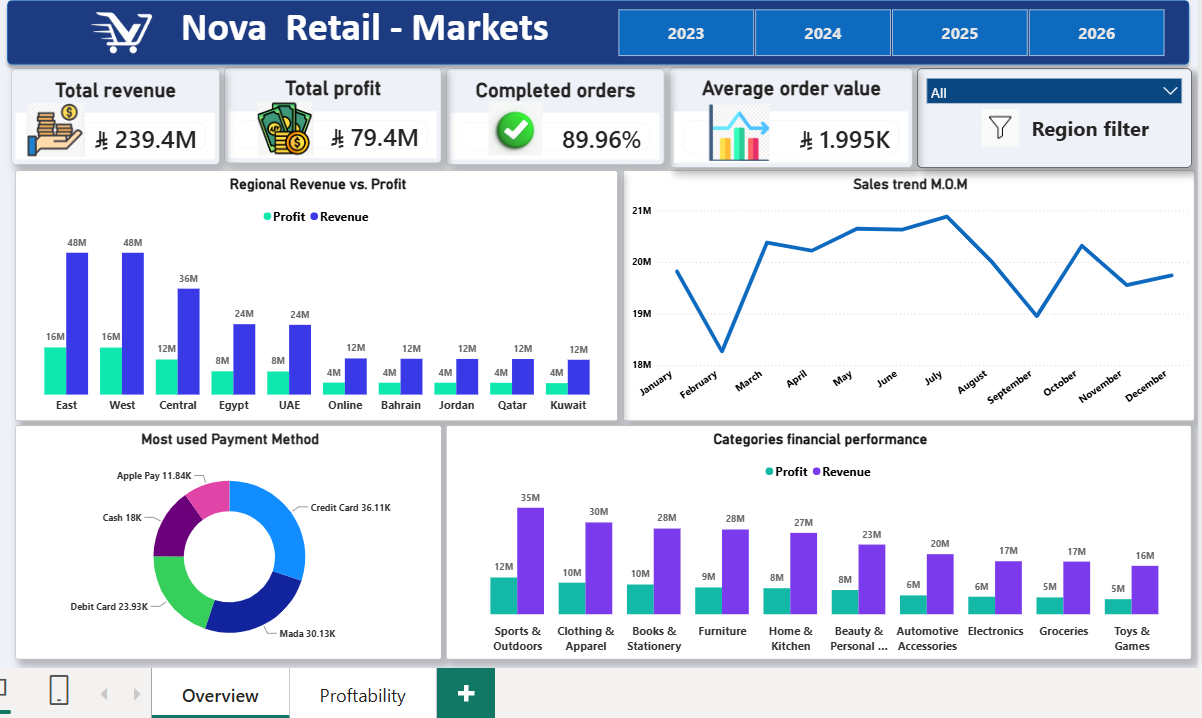 Nova Retail - Markets
2023
2024
2025
2026
Total revenue
239.4M
Total profit
79.4M
Completed orders
89.96%
Average order value
1.995K
All
Region filter
Regional Revenue vs. Profit
Profit Revenue
48M 48M
36M
24M 24M
16M 16M
12M
8M 8M
12M 12M 12M 12M 12M
4M 4M 4M 4M 4M
East West Central Egypt UAE Online Bahrain Jordan Qatar Kuwait
Sales trend M.O.M
21M
20M
19M
18M
January February March April May June July August September October November December
Most used Payment Method
Apple Pay 11.84K
Credit Card 36.11K
Cash 18K
Debit Card 23.93K
Mada 30.13K
Categories financial performance
Profit Revenue
35M 30M 28M 28M 27M 23M 20M 17M 17M 16M
12M 10M 10M 9M 8M 8M 6M 6M 5M 5M
Sports & Clothing & Books & Furniture Home & Beauty & Automotive Electronics Groceries Toys &
Outdoors Apparel Stationery Kitchen Personal ... Accessories Games
Overview
Proftability